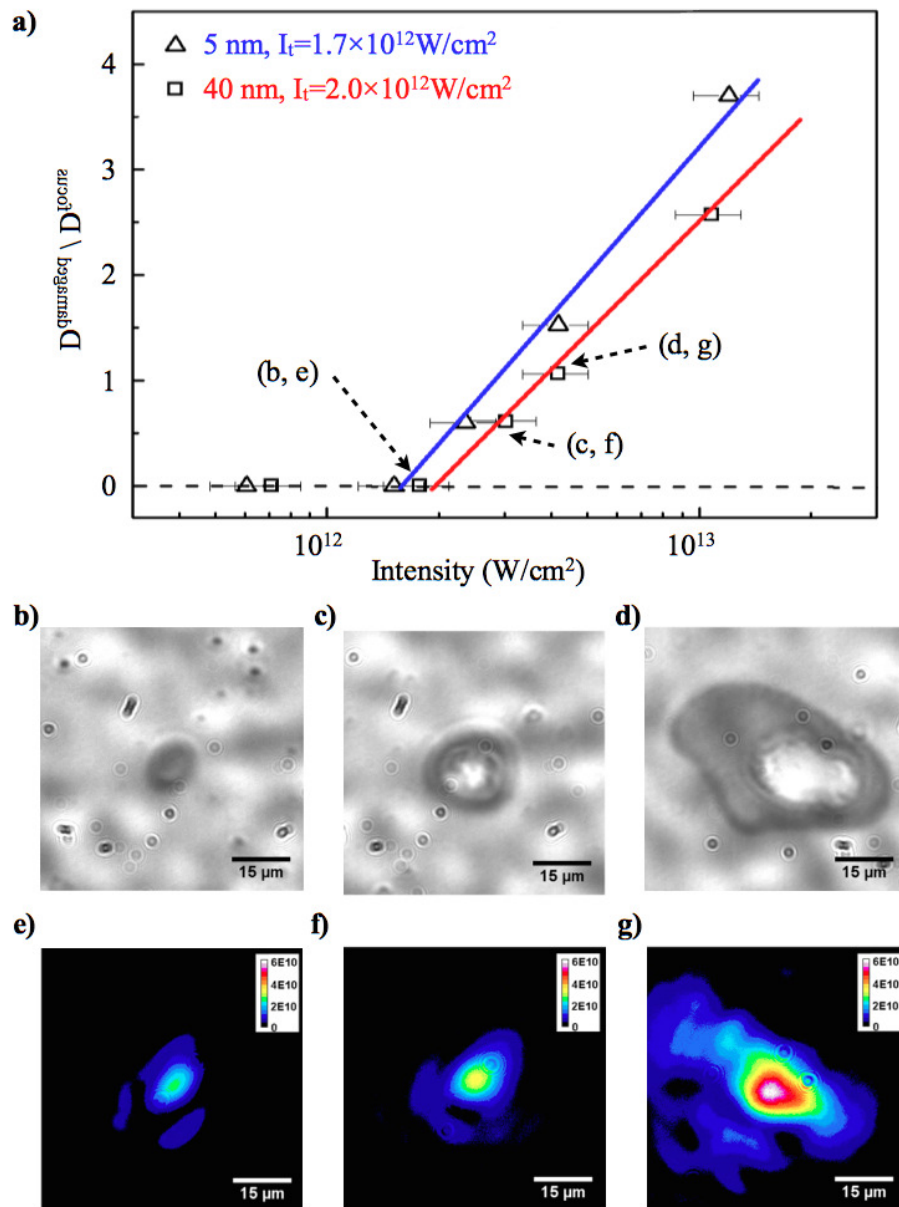 a)
5 nm, It=1.7×10¹²W/cm²
40 nm, It=2.0×10¹²W/cm²
4
3
2
1
0
D damaged / D focus
(b, e)
(d, g)
(c, f)
10¹²
10¹³
Intensity (W/cm²)
b)
c)
d)
15 µm
15 µm
15 µm
e)
f)
g)
6E10
4E10
2E10
0
6E10
4E10
2E10
0
6E10
4E10
2E10
0
15 µm
15 µm
15 µm